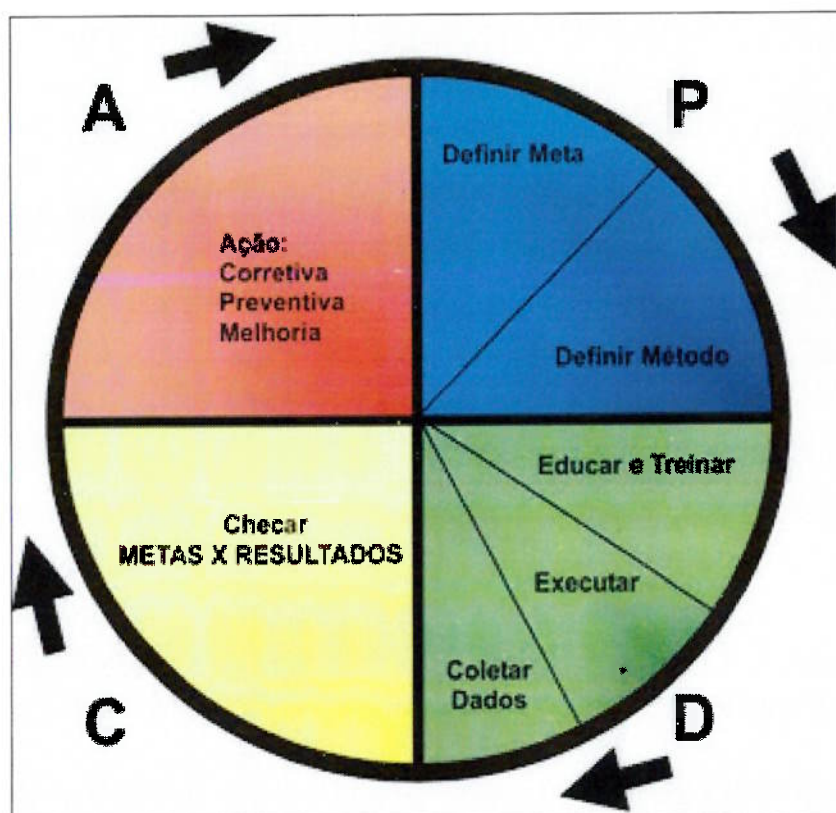 A
P
Definir Meta
Definir Método
Ação:
Corretiva
Preventiva
Melhoria
Educar e Treinar
Executar
Coletar
Dados
Checar
METAS X RESULTADOS
C
D